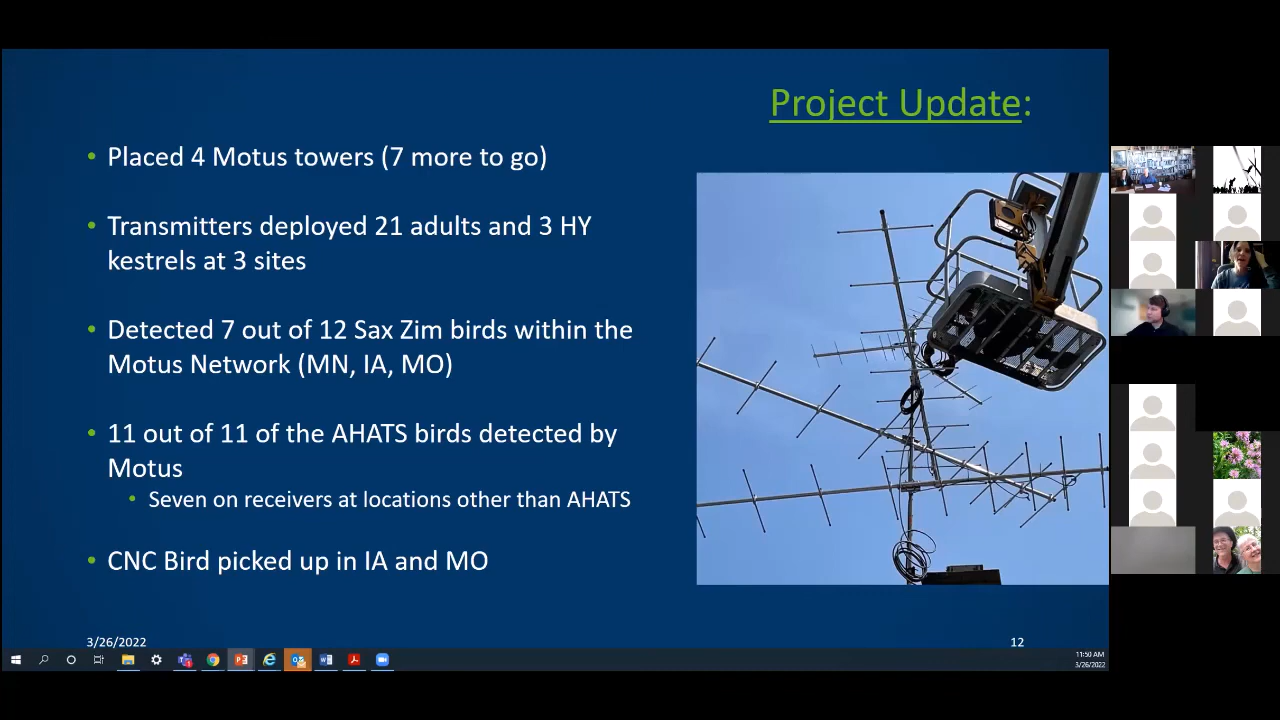 Project Update:
Placed 4 Motus towers (7 more to go)
Transmitters deployed 21 adults and 3 HY
kestrels at 3 sites
Detected 7 out of 12 Sax Zim birds within the
Motus Network (MN, IA, MO)
11 out of 11 of the AHATS birds detected by
Motus
Seven on receivers at locations other than AHATS
CNC Bird picked up in IA and MO
3/26/2022
12
11:50 AM
3/26/2022